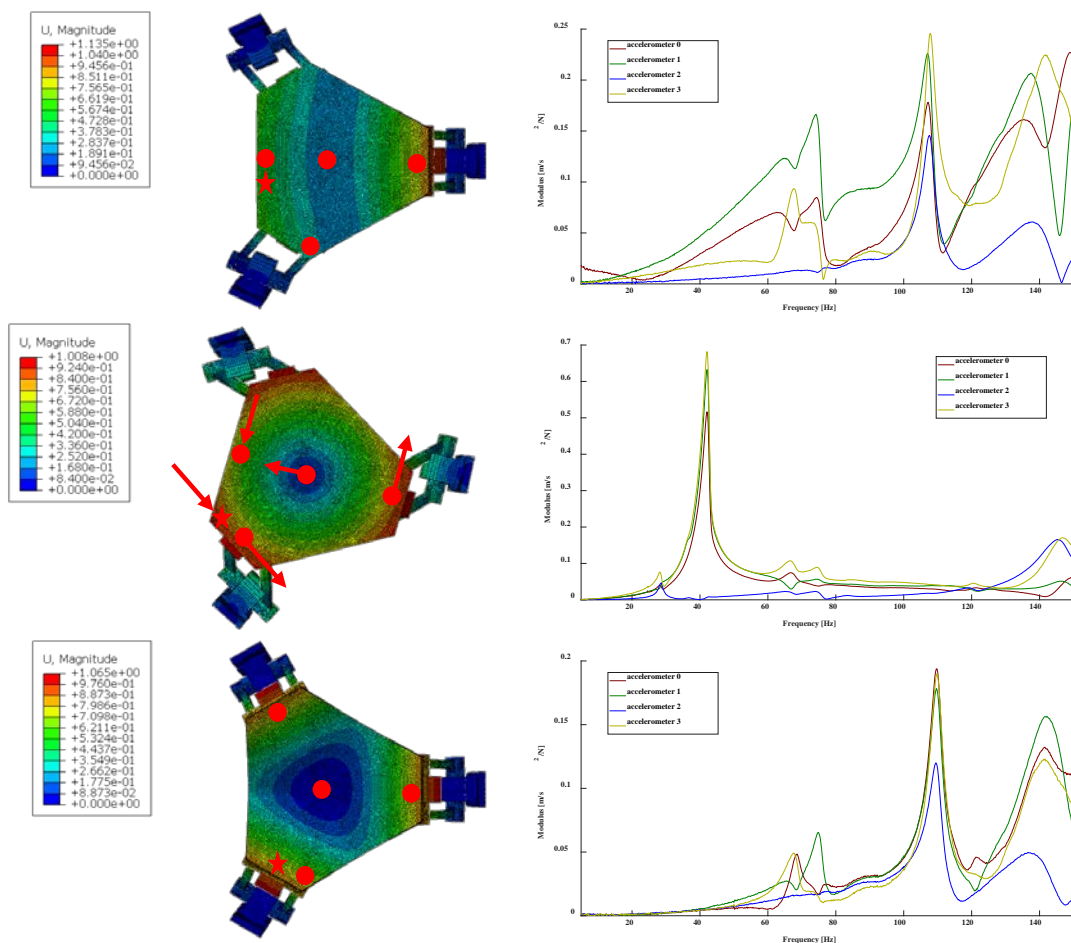 U, Magnitude
+1.135e+00
+1.040e+00
+9.456e-01
+8.511e-01
+7.565e-01
+6.619e-01
+5.674e-01
+4.728e-01
+3.783e-01
+2.837e-01
+1.891e-01
+9.456e-02
+0.000e+00
0.25
0.2
0.15
0.1
0.05
0
Modulus [m/s 2/N]
accelerometer 0
accelerometer 1
accelerometer 2
accelerometer 3
20 40 60 80 100 120 140
Frequency [Hz]
U, Magnitude
+1.008e+00
+9.240e-01
+8.400e-01
+7.560e-01
+6.720e-01
+5.880e-01
+5.040e-01
+4.200e-01
+3.360e-01
+2.520e-01
+1.680e-01
+8.400e-02
+0.000e+00
0.7
0.6
0.5
0.4
0.3
0.2
0.1
0
Modulus [m/s 2/N]
accelerometer 0
accelerometer 1
accelerometer 2
accelerometer 3
20 40 60 80 100 120 140
Frequency [Hz]
U, Magnitude
+1.065e+00
+9.760e-01
+8.873e-01
+7.986e-01
+7.098e-01
+6.211e-01
+5.324e-01
+4.437e-01
+3.549e-01
+2.662e-01
+1.775e-01
+8.873e-02
+0.000e+00
0.2
0.15
0.1
0.05
0
Modulus [m/s 2/N]
accelerometer 0
accelerometer 1
accelerometer 2
accelerometer 3
20 40 60 80 100 120 140
Frequency [Hz]